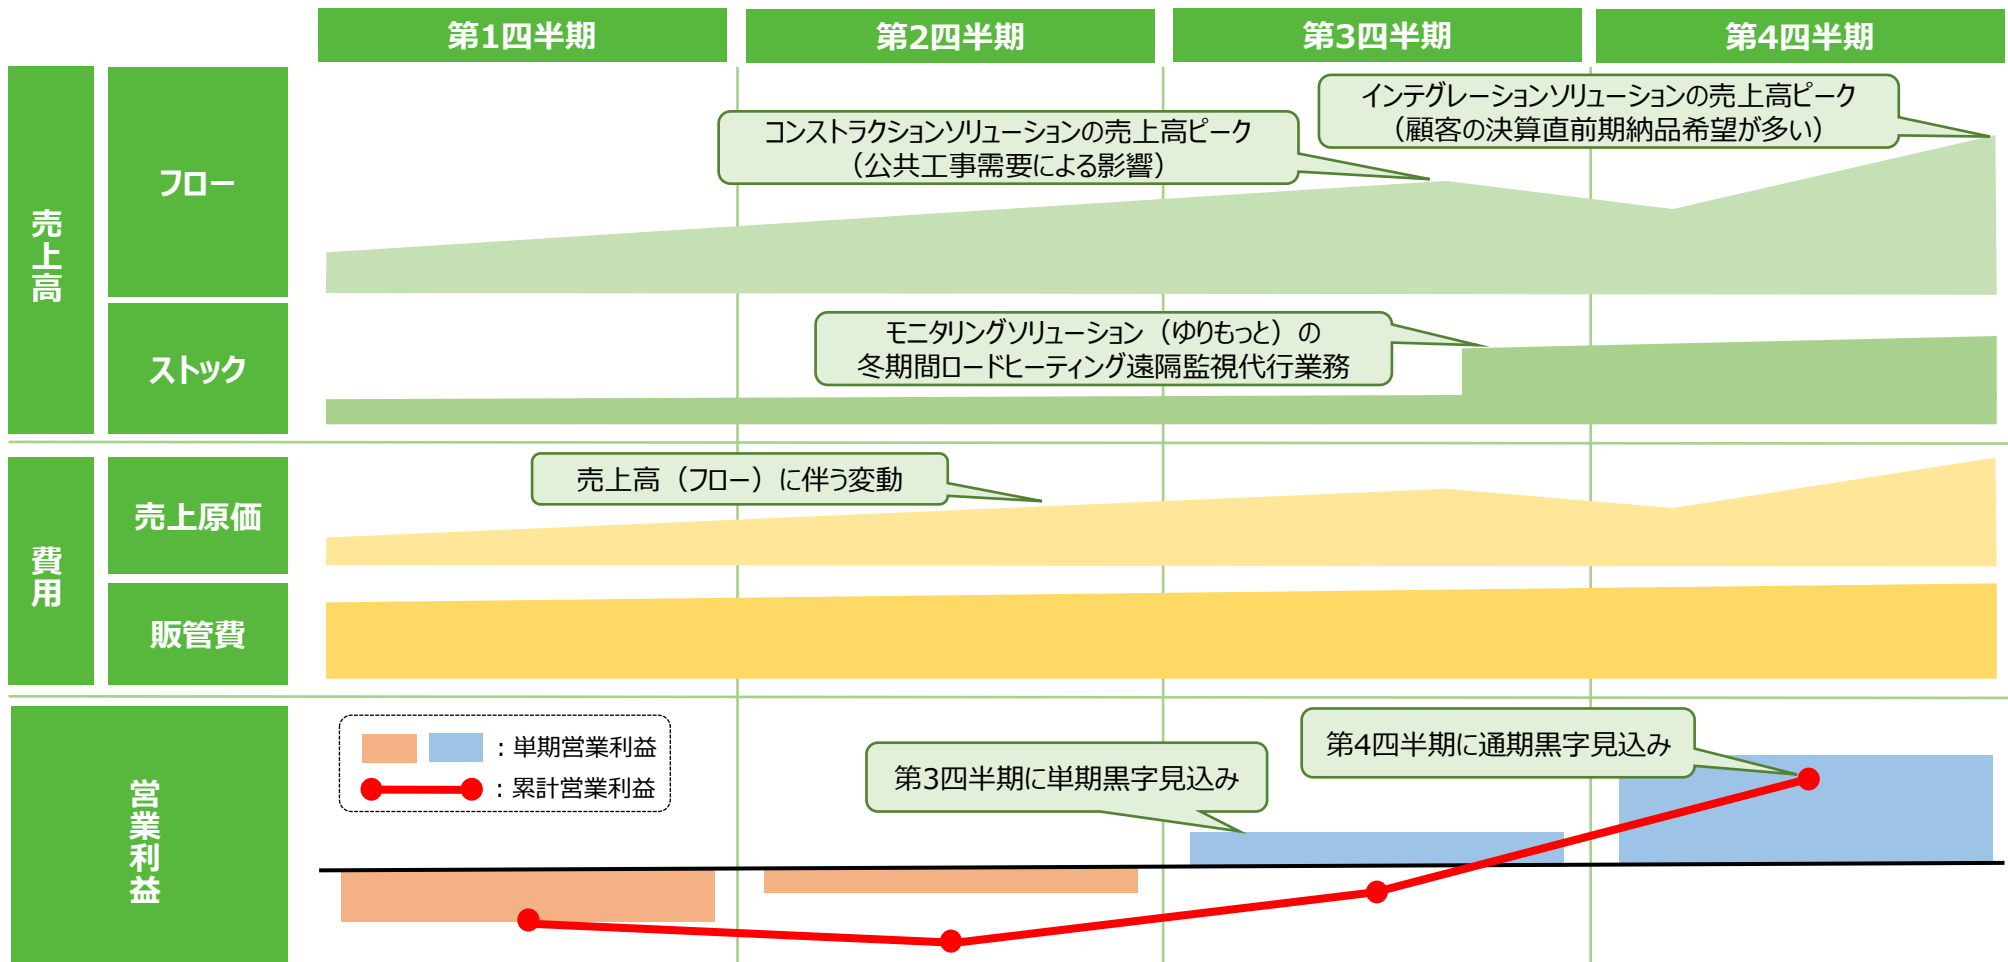 第1四半期
第2四半期
第3四半期
第4四半期
売上高
フロー
コンストラクションソリューションの売上高ピーク
（公共工事需要による影響）
インテグレーションソリューションの売上高ピーク
（顧客の決算直前期納品希望が多い）
ストック
モニタリングソリューション（ゆりもっと）の
冬期間ロードヒーティング遠隔監視代行業務
費用
売上原価
売上高（フロー）に伴う変動
販管費
営業利益
：単期営業利益
：累計営業利益
第3四半期に単期黒字見込み
第4四半期に通期黒字見込み